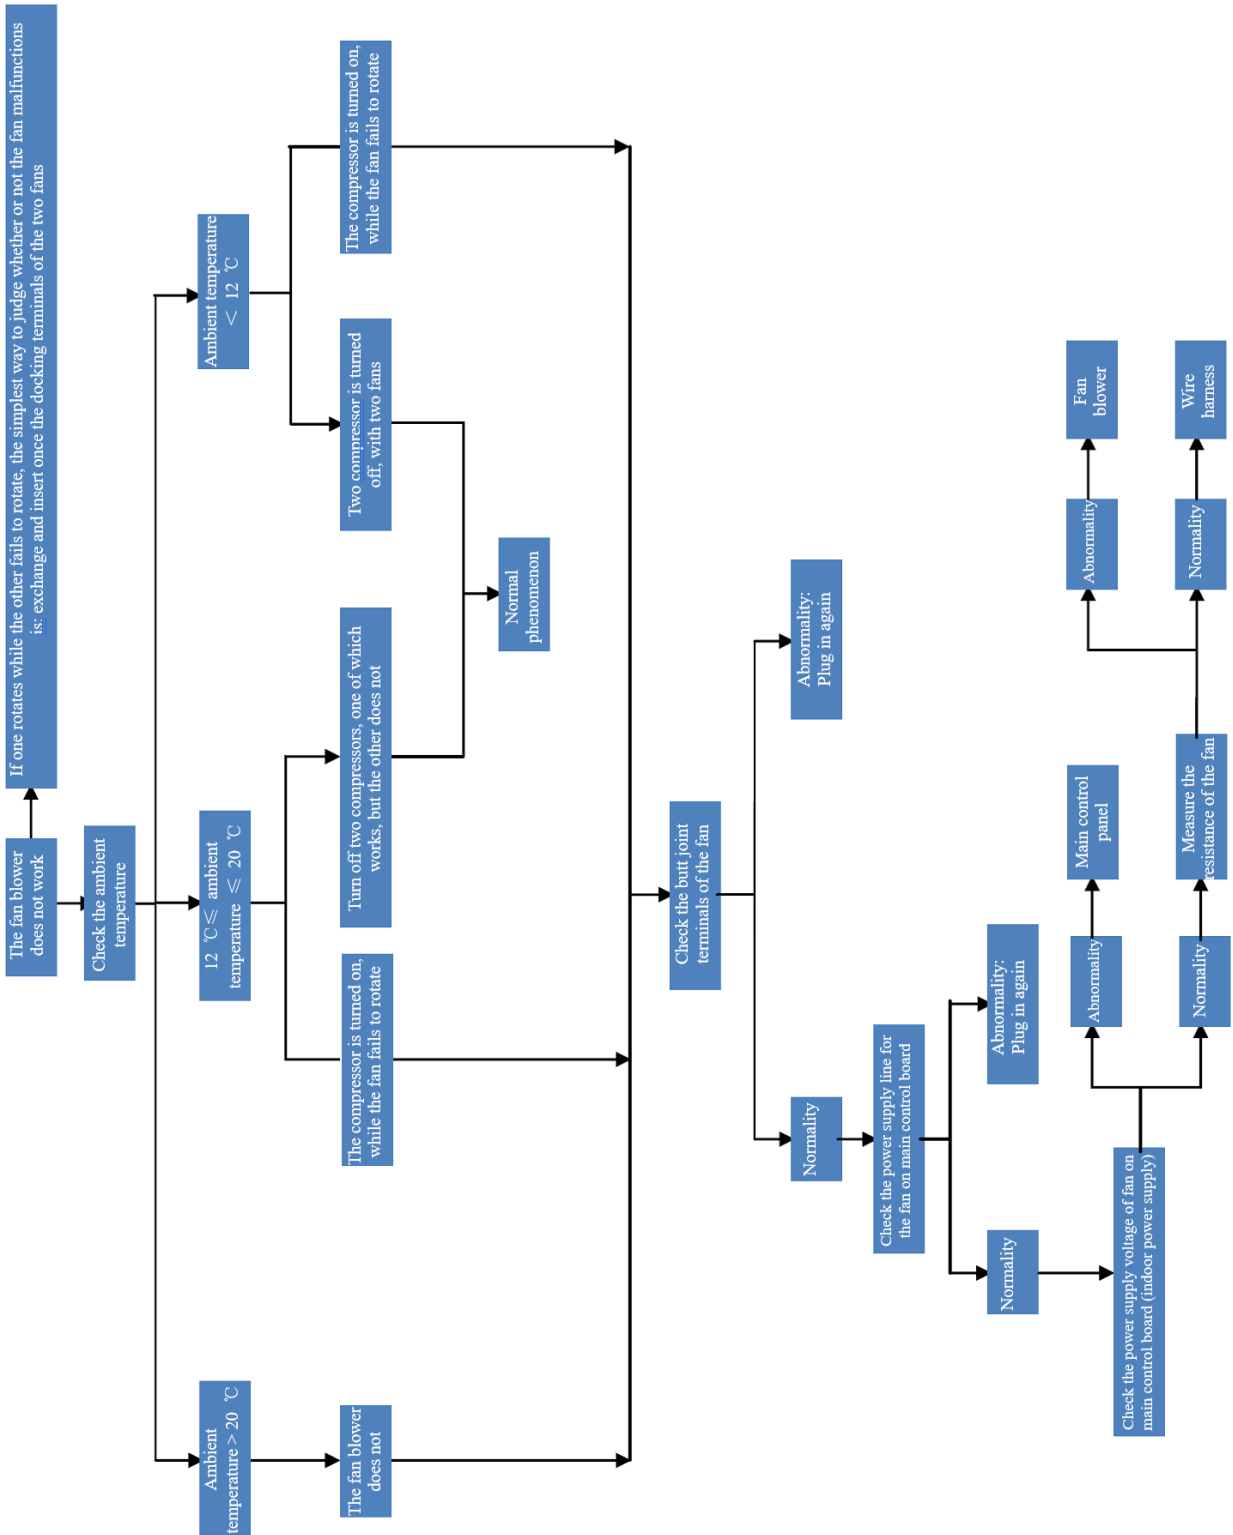 The fan blower
does not work
If one rotates while the other fails to rotate, the simplest way to judge whether or not the fan malfunctions
is: exchange and insert once the docking terminals of the two fans
Check the ambient
temperature
Ambient
temperature > 20 ℃
12 ℃≤ ambient
temperature ≤ 20 ℃
Ambient temperature
< 12 ℃
The fan blower
does not
The compressor is turned on,
while the fan fails to rotate
Turn off two compressors, one of which
works, but the other does not
Two compressor is turned
off, with two fans
The compressor is turned on,
while the fan fails to rotate
Normal
phenomenon
Check the butt joint
terminals of the fan
Normality
Abnormality:
Plug in again
Check the power supply line for
the fan on main control board
Normality
Abnormality:
Plug in again
Check the power supply voltage of fan on
main control board (indoor power supply)
Abnormality
Main control
panel
Normality
Measure the
resistance of the fan
Abnormality
Fan
blower
Normality
Wire
harness